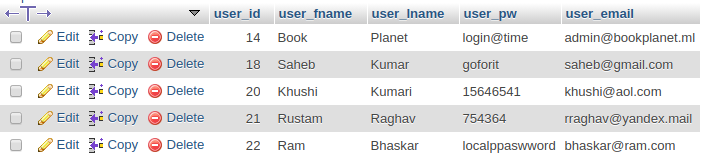 user_id user_fname user_lname user_pw user_email
Edit Copy Delete 14 Book Planet login@time admin@bookplanet.ml
Edit Copy Delete 18 Saheb Kumar goforit saheb@gmail.com
Edit Copy Delete 20 Khushi Kumari 15646541 khushi@aol.com
Edit Copy Delete 21 Rustam Raghav 754364 rraghav@yandex.mail
Edit Copy Delete 22 Ram Bhaskar localppaswword bhaskar@ram.com